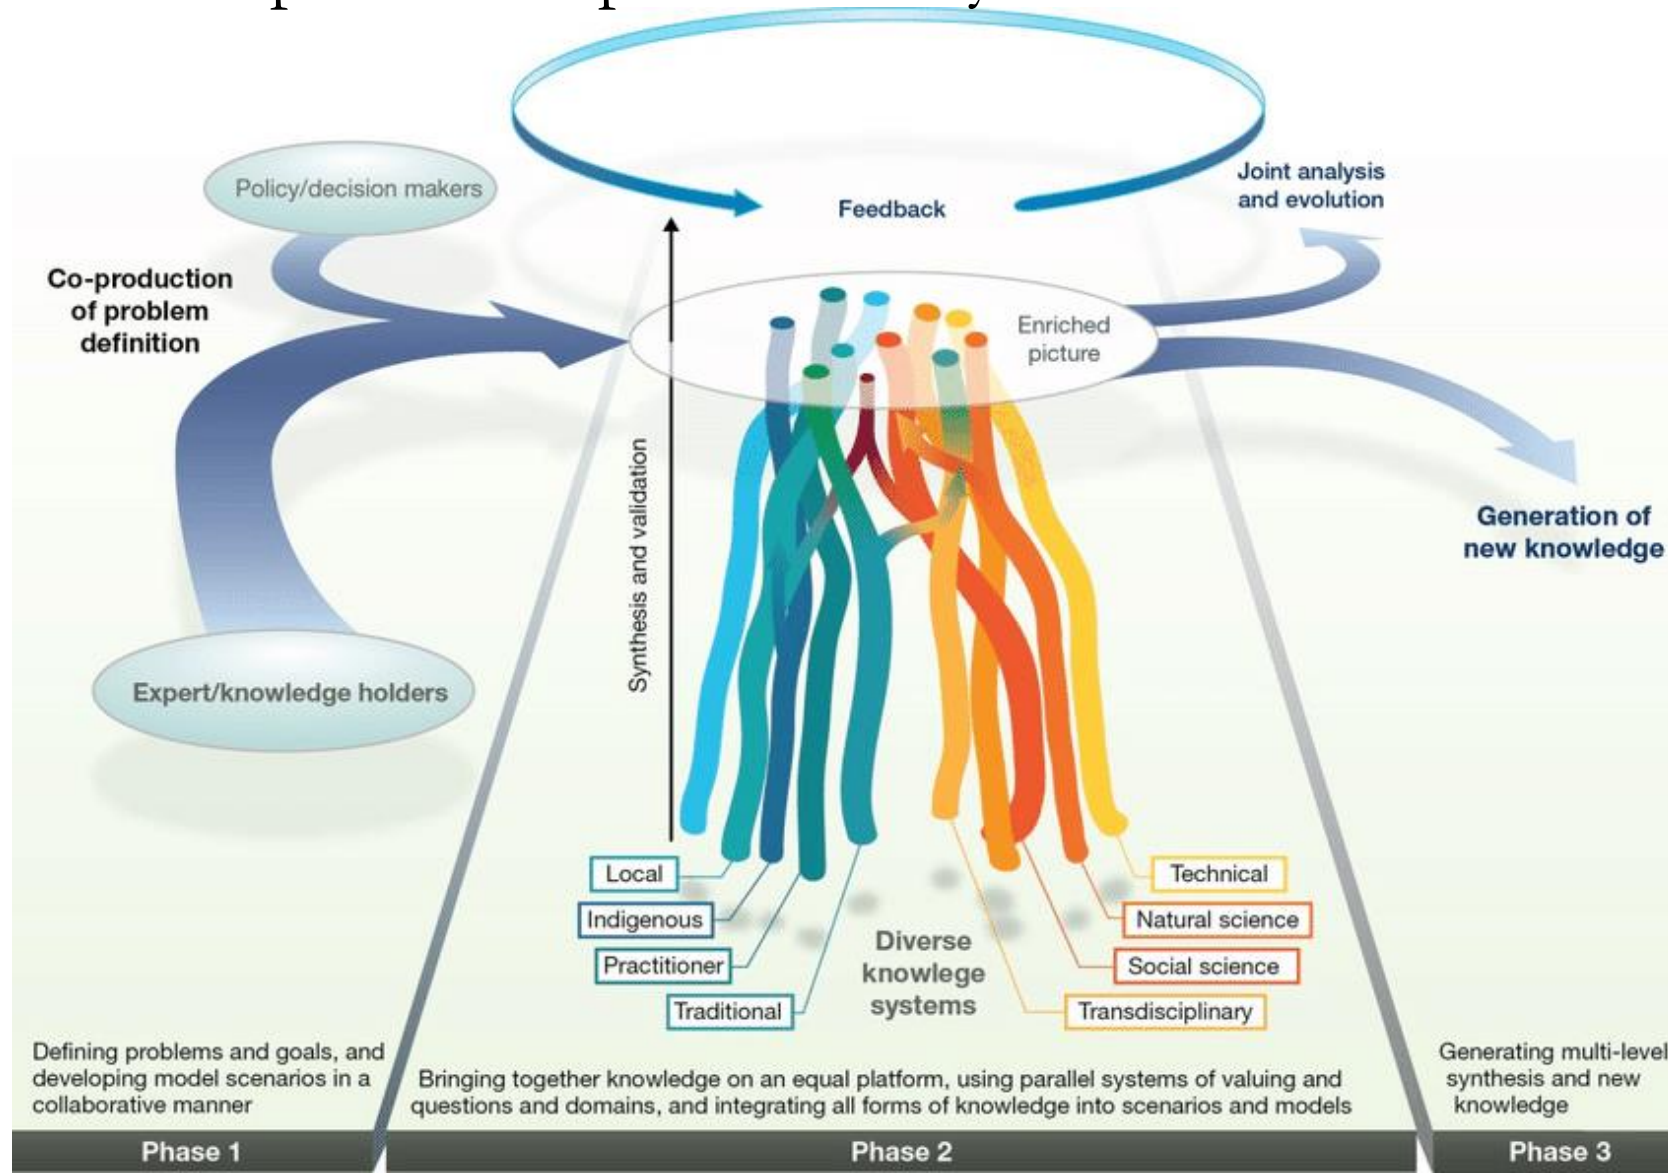 Policy/decision makers
Co-production
of problem
definition
Expert/knowledge holders
Feedback
Joint analysis
and evolution
Enriched
picture
Synthesis and validation
Generation of
new knowledge
Local
Indigenous
Practitioner
Traditional
Diverse
knowlege
systems
Technical
Natural science
Social science
Transdisciplinary
Defining problems and goals, and
developing model scenarios in a
collaborative manner
Bringing together knowledge on an equal platform, using parallel systems of valuing and
questions and domains, and integrating all forms of knowledge into scenarios and models
Generating multi-level
synthesis and new
knowledge
Phase 1
Phase 2
Phase 3